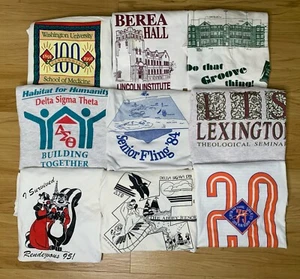 Washington University
100
School of Medicine
BEREA
HALL
LINCOLN INSTITUTE
Do that
Groove
thing!
Habitat for Humanity
Delta Sigma Theta
ΔΣΘ
BUILDING
TOGETHER
Senior Fling '84
LTS
LEXINGTON
THEOLOGICAL SEMINARY
I Survived
Rendezvous 95!
20